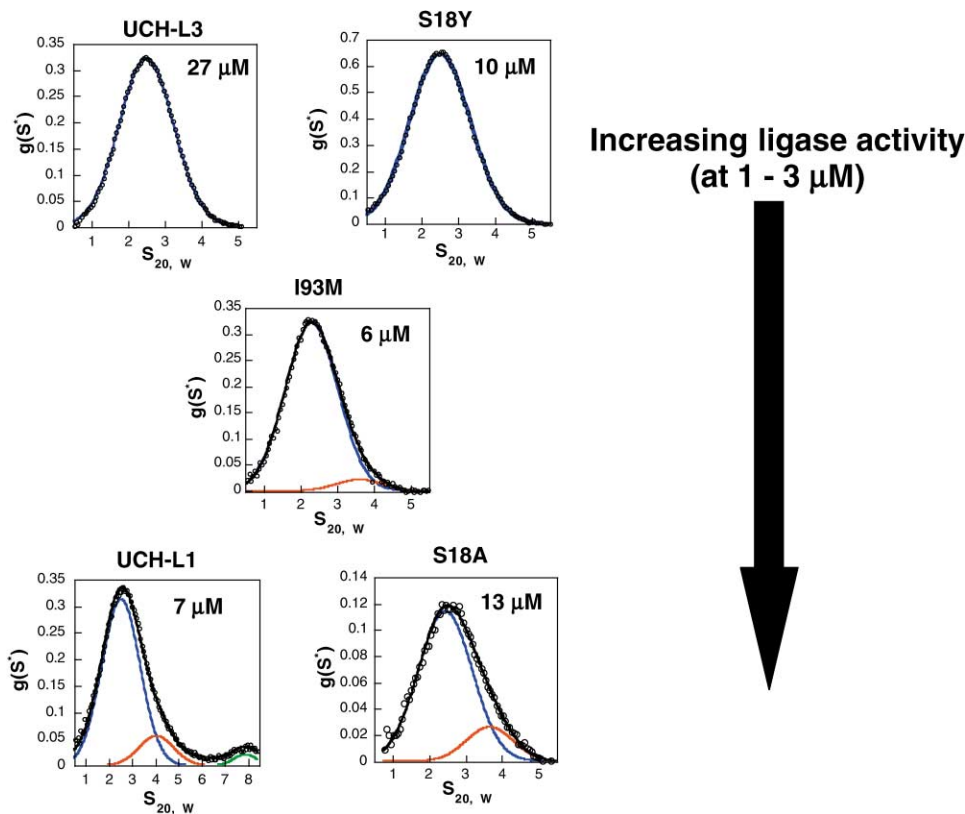 UCH-L3
27 μM
g(S*)
0.35
0.3
0.25
0.2
0.15
0.1
0.05
0
1 2 3 4 5
S20, W
S18Y
10 μM
g(S*)
0.7
0.6
0.5
0.4
0.3
0.2
0.1
0
1 2 3 4 5
S20, W
Increasing ligase activity
(at 1 - 3 μM)
I93M
6 μM
g(S*)
0.35
0.3
0.25
0.2
0.15
0.1
0.05
0
1 2 3 4 5
S20, W
UCH-L1
7 μM
g(S*)
0.35
0.3
0.25
0.2
0.15
0.1
0.05
0
1 2 3 4 5 6 7 8
S20, W
S18A
13 μM
g(S*)
0.14
0.12
0.10
0.08
0.06
0.04
0.02
0
1 2 3 4 5
S20, W